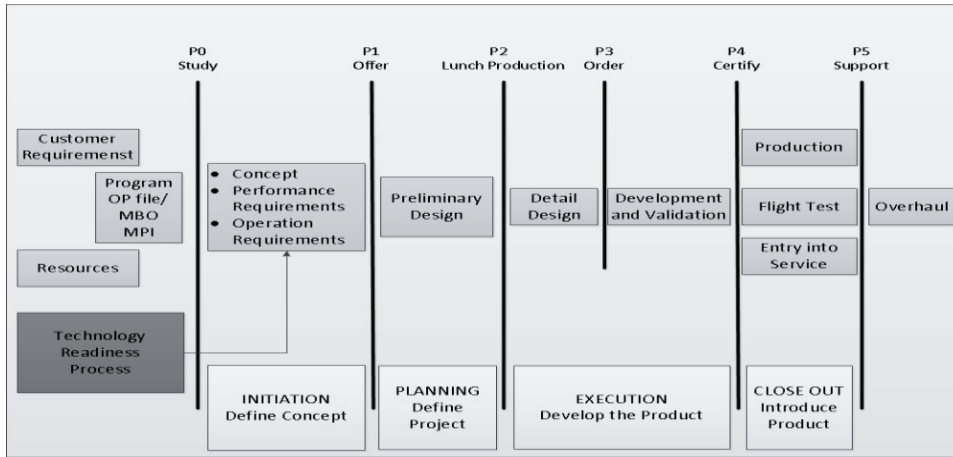 P0
Study
P1
Offer
P2
Lunch Production
P3
Order
P4
Certify
P5
Support
Customer
Requiremenst
Program
OP file/
MBO
MPI
Resources
Technology
Readiness
Process
• Concept
• Performance
Requirements
• Operation
Requirements
Preliminary
Design
Detail
Design
Development
and Validation
Production
Flight Test
Entry into
Service
Overhaul
INITIATION
Define Concept
PLANNING
Define
Project
EXECUTION
Develop the Product
CLOSE OUT
Introduce
Product